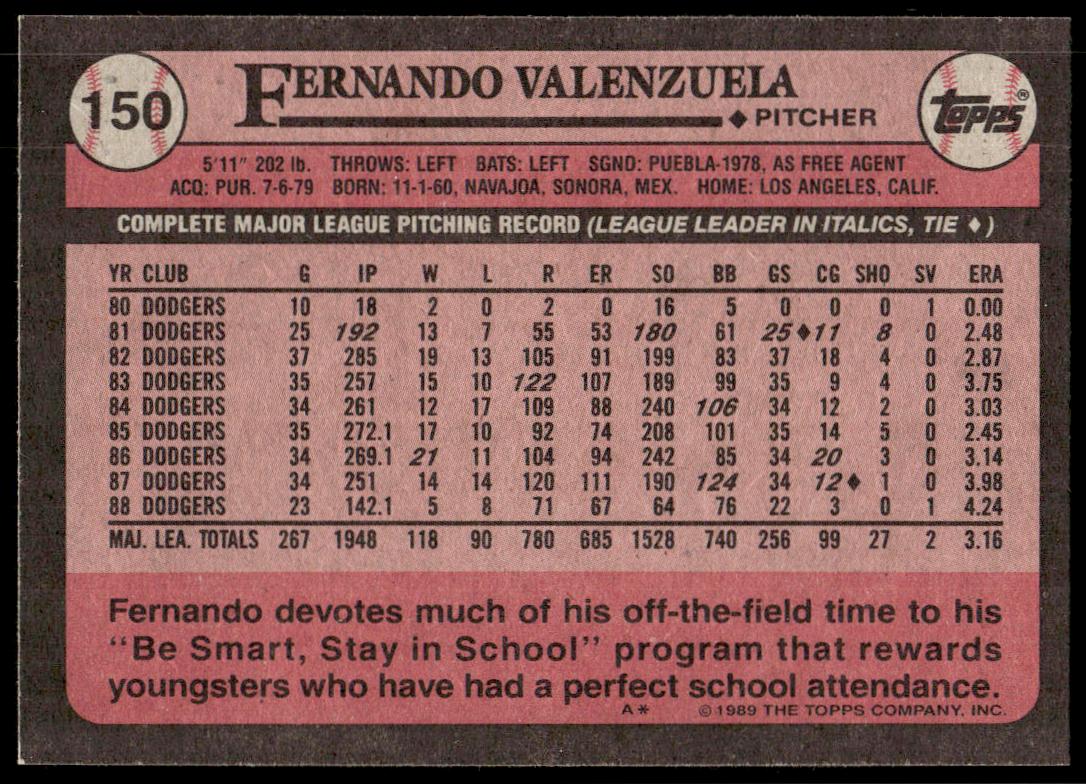 150
FERNANDO VALENZUELA
♦ PITCHER
Topps®
5'11" 202 lb. THROWS: LEFT BATS: LEFT SGND: PUEBLA-1978, AS FREE AGENT
ACQ: PUR. 7-6-79 BORN: 11-1-60, NAVAJOA, SONORA, MEX. HOME: LOS ANGELES, CALIF.
COMPLETE MAJOR LEAGUE PITCHING RECORD (LEAGUE LEADER IN ITALICS, TIE ♦)
YR CLUB G IP W L R ER SO BB GS CG SHO SV ERA
80 DODGERS 10 18 2 0 2 0 16 5 0 0 0 1 0.00
81 DODGERS 25 192 13 7 55 53 180 61 25 ♦11 8 0 2.48
82 DODGERS 37 285 19 13 105 91 199 83 37 18 4 0 2.87
83 DODGERS 35 257 15 10 122 107 189 99 35 9 4 0 3.75
84 DODGERS 34 261 12 17 109 88 240 106 34 12 2 0 3.03
85 DODGERS 35 272.1 17 10 92 74 208 101 35 14 5 0 2.45
86 DODGERS 34 269.1 21 11 104 94 242 85 34 20 3 0 3.14
87 DODGERS 34 251 14 14 120 111 190 124 34 12♦ 1 0 3.98
88 DODGERS 23 142.1 5 8 71 67 64 76 22 3 0 1 4.24
MAJ. LEA. TOTALS 267 1948 118 90 780 685 1528 740 256 99 27 2 3.16
Fernando devotes much of his off-the-field time to his
"Be Smart, Stay in School" program that rewards
youngsters who have had a perfect school attendance.
A* ©1989 THE TOPPS COMPANY, INC.